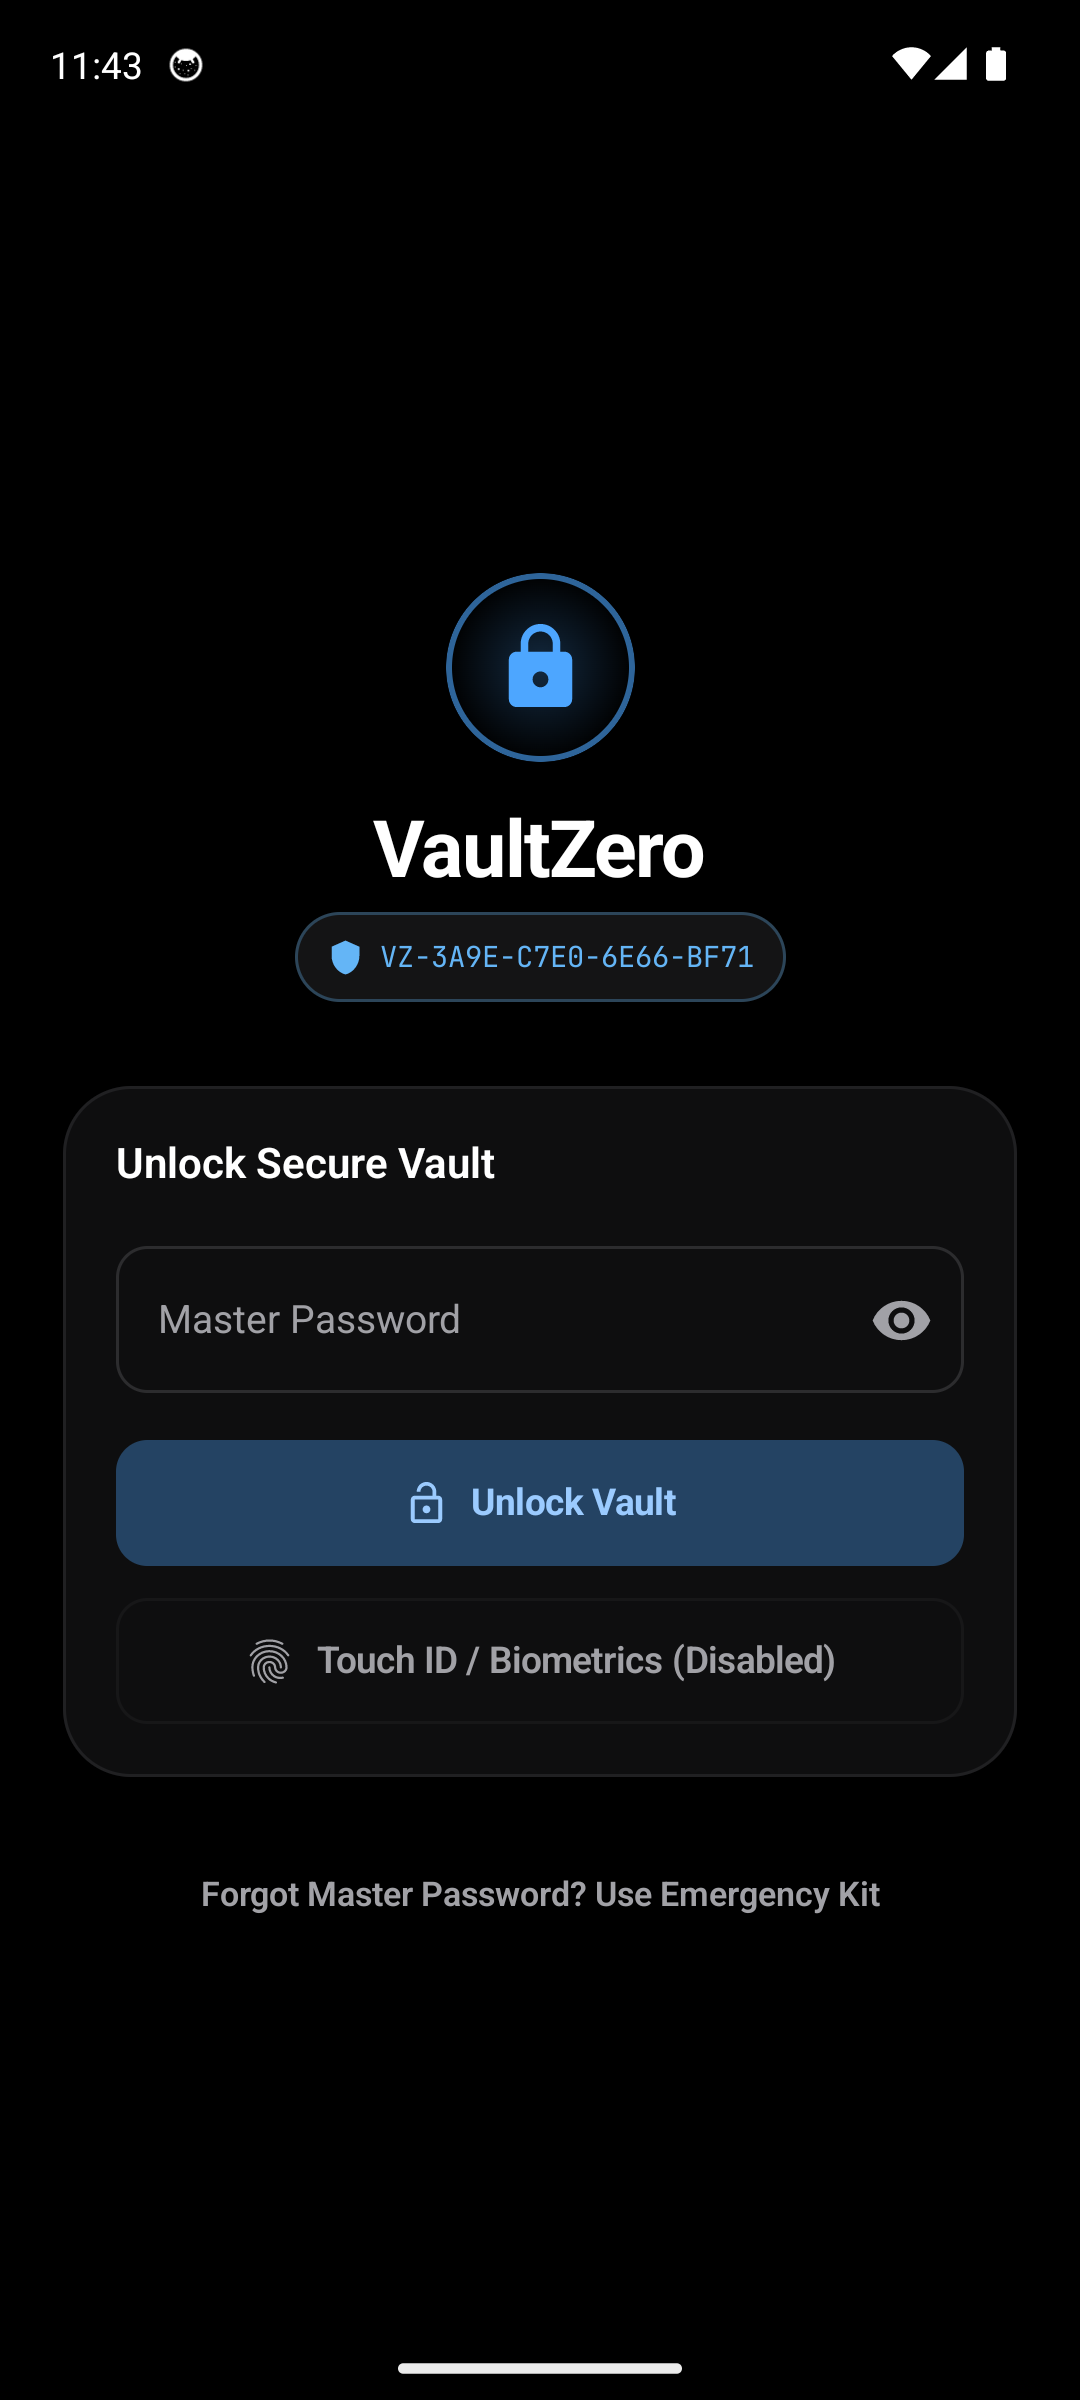 11:43
VaultZero
VZ-3A9E-C7E0-6E66-BF71
Unlock Secure Vault
Master Password
Unlock Vault
Touch ID / Biometrics (Disabled)
Forgot Master Password? Use Emergency Kit